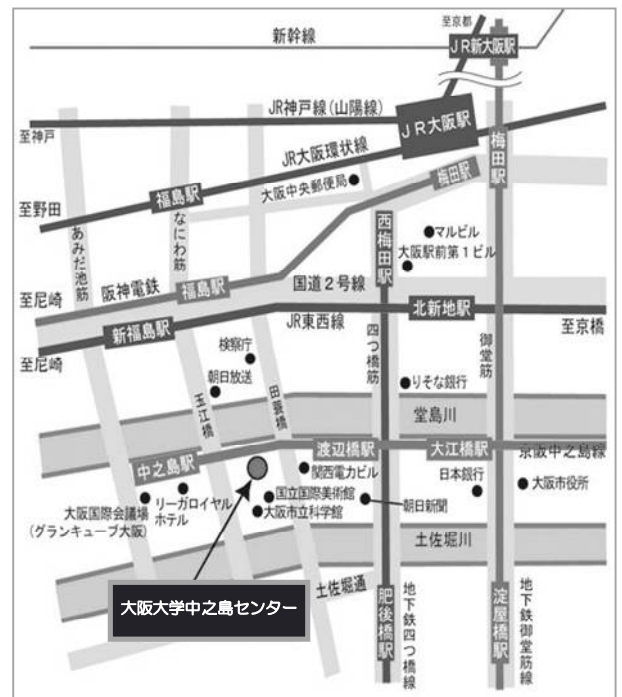 至京都
新幹線
JR新大阪駅
JR神戸線(山陽線)
至神戸
JR大阪駅
JR大阪環状線
梅田駅
梅田駅
大阪中央郵便局
福島駅
至野田
なにわ筋
あみだ池筋
西梅田駅
マルビル
大阪駅前第1ビル
阪神電鉄
福島駅
国道2号線
至尼崎
北新地駅
新福島駅
JR東西線
至京橋
至尼崎
検察庁
四つ橋筋
御堂筋
朝日放送
りそな銀行
玉江橋
田蓑橋
堂島川
渡辺橋駅
大江橋駅
京阪中之島線
中之島駅
関西電力ビル
日本銀行
大阪市役所
国立国際美術館
朝日新聞
リーガロイヤル
ホテル
大阪市立科学館
大阪国際会議場
(グランキューブ大阪)
土佐堀川
土佐堀通
大阪大学中之島センター
肥後橋駅
地下鉄四つ橋線
淀屋橋駅
地下鉄御堂筋線